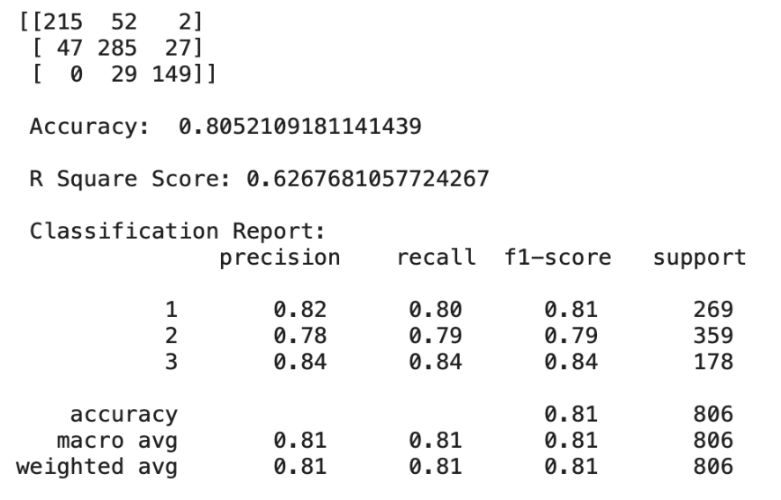 [[215  52   2]
 [ 47 285  27]
 [  0  29 149]]
Accuracy:  0.8052109181141439
R Square Score: 0.6267681057724267
Classification Report:
              precision    recall  f1-score   support
           1       0.82      0.80      0.81       269
           2       0.78      0.79      0.79       359
           3       0.84      0.84      0.84       178
    accuracy                           0.81       806
   macro avg       0.81      0.81      0.81       806
weighted avg       0.81      0.81      0.81       806